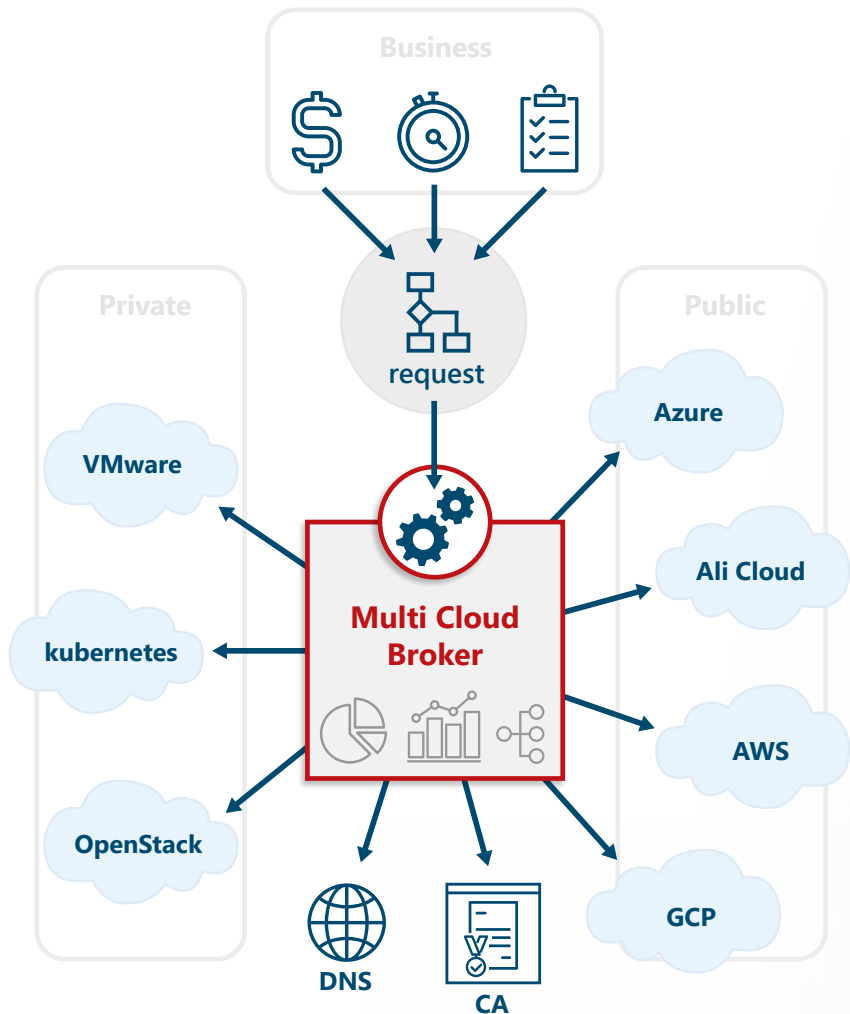 Business
request
Private
Public
VMware
kubernetes
OpenStack
Multi Cloud
Broker
Azure
Ali Cloud
AWS
GCP
DNS
CA